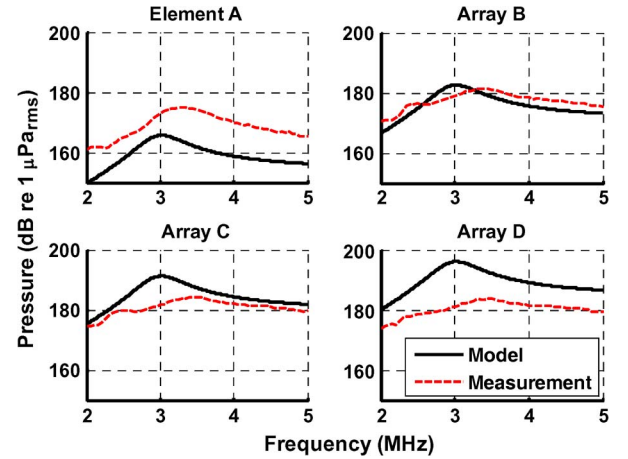 Element A
Array B
200
180
160
2 3 4 5
200
180
160
2 3 4 5
Array C
Array D
200
180
160
2 3 4 5
200
180
160
2 3 4 5
Model
Measurement
Pressure (dB re 1 μParms)
Frequency (MHz)